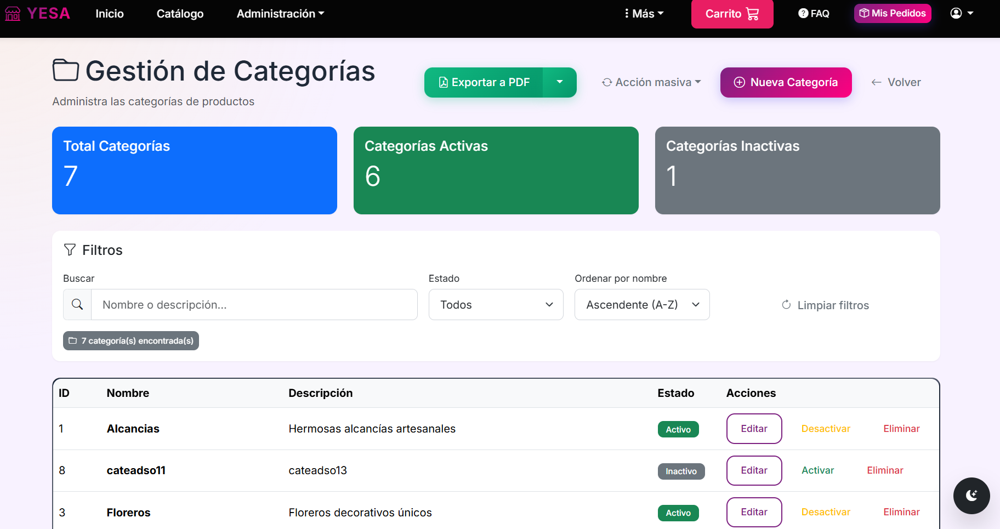 YESA Inicio Catálogo Administración Más Carrito FAQ Mis Pedidos
Gestión de Categorías
Administra las categorías de productos
Exportar a PDF Acción masiva Nueva Categoría Volver
Total Categorías
7
Categorías Activas
6
Categorías Inactivas
1
Filtros
Buscar Estado Ordenar por nombre
Nombre o descripción... Todos Ascendente (A-Z) Limpiar filtros
7 categoría(s) encontrada(s)
ID Nombre Descripción Estado Acciones
1 Alcancias Hermosas alcancías artesanales Activo Editar Desactivar Eliminar
8 cateadso11 cateadso13 Inactivo Editar Activar Eliminar
3 Floreros Floreros decorativos únicos Activo Editar Desactivar Eliminar